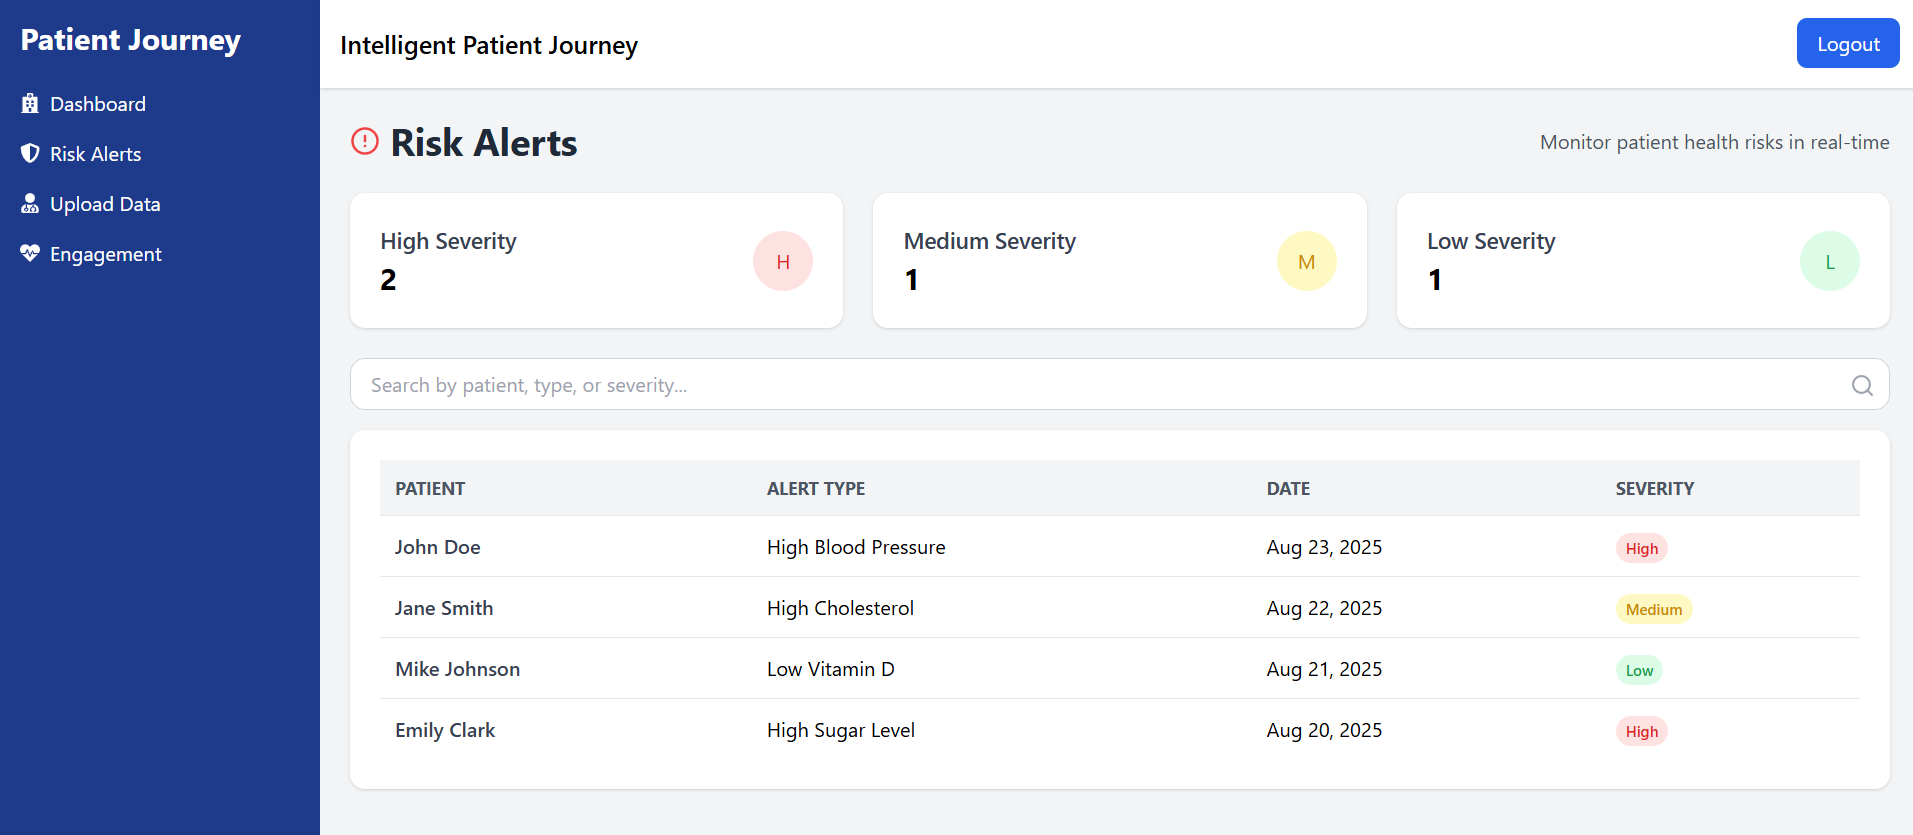 Patient Journey
Dashboard
Risk Alerts
Upload Data
Engagement
Intelligent Patient Journey
Logout
Risk Alerts
Monitor patient health risks in real-time
High Severity
2
H
Medium Severity
1
M
Low Severity
1
L
Search by patient, type, or severity...
PATIENT ALERT TYPE DATE SEVERITY
John Doe High Blood Pressure Aug 23, 2025 High
Jane Smith High Cholesterol Aug 22, 2025 Medium
Mike Johnson Low Vitamin D Aug 21, 2025 Low
Emily Clark High Sugar Level Aug 20, 2025 High